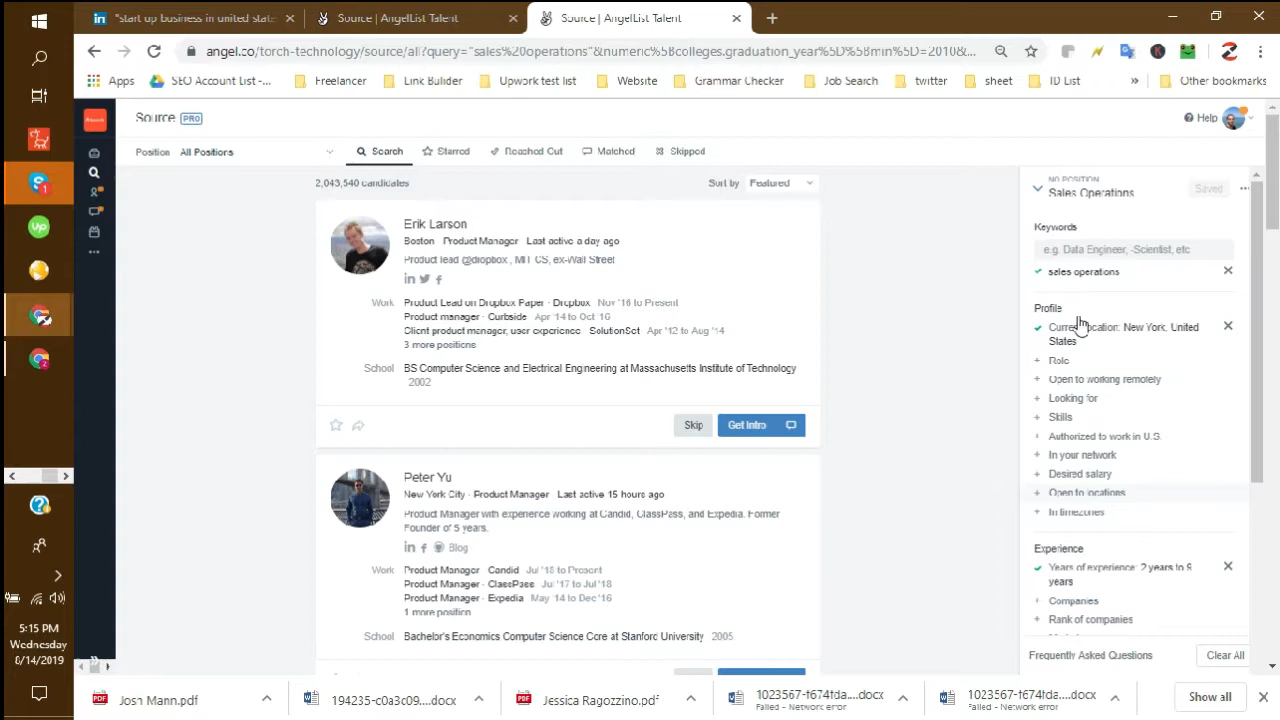 "start up business in united stat
Source | AngelList Talent
Source | AngelList Talent
angel.co/torch-technology/source/all?query="sales%20operations"&numeric%5Bcolleges.graduation_year%5D%5Bmin%5D=2010&...
Apps
SEO Account List -...
Freelancer
Link Builder
Upwork test list
Website
Grammar Checker
Job Search
twitter
sheet
ID List
»
Other bookmarks
Source PRO
Help
Position All Positions
Search
Starred
Reached Out
Matched
Skipped
2,043,540 candidates
Sort by Featured
Erik Larson
Boston · Product Manager · Last active a day ago
Product lead @dropbox , MIT CS, ex-Wall Street
Work Product Lead on Dropbox Paper · Dropbox Nov '16 to Present
Product manager · Curbside Apr '14 to Oct '16
Client product manager, user experience · SolutionSet Apr '12 to Aug '14
3 more positions
School BS Computer Science and Electrical Engineering at Massachusetts Institute of Technology
2002
Skip
Get Intro
Peter Yu
New York City · Product Manager · Last active 15 hours ago
Product Manager with experience working at Candid, ClassPass, and Expedia. Former
Founder of 5 years.
Blog
Work Product Manager · Candid Jul '18 to Present
Product Manager · ClassPass Jul '17 to Jul '18
Product Manager · Expedia May '14 to Dec '16
1 more position
School Bachelor's Economics Computer Science Core at Stanford University 2005
NO POSITION
Sales Operations
Saved
Keywords
e.g. Data Engineer, -Scientist, etc
sales operations
Profile
Current location: New York, United
States
+ Role
+ Open to working remotely
+ Looking for
+ Skills
+ Authorized to work in U.S.
+ In your network
+ Desired salary
+ Open to locations
+ In timezones
Experience
Years of experience: 2 years to 9
years
+ Companies
+ Rank of companies
Frequently Asked Questions
Clear All
5:15 PM
Wednesday
8/14/2019
Josh Mann.pdf
194235-c0a3c09....docx
Jessica Ragozzino.pdf
1023567-f674fda....docx
Failed - Network error
1023567-f674fda....docx
Failed - Network error
Show all